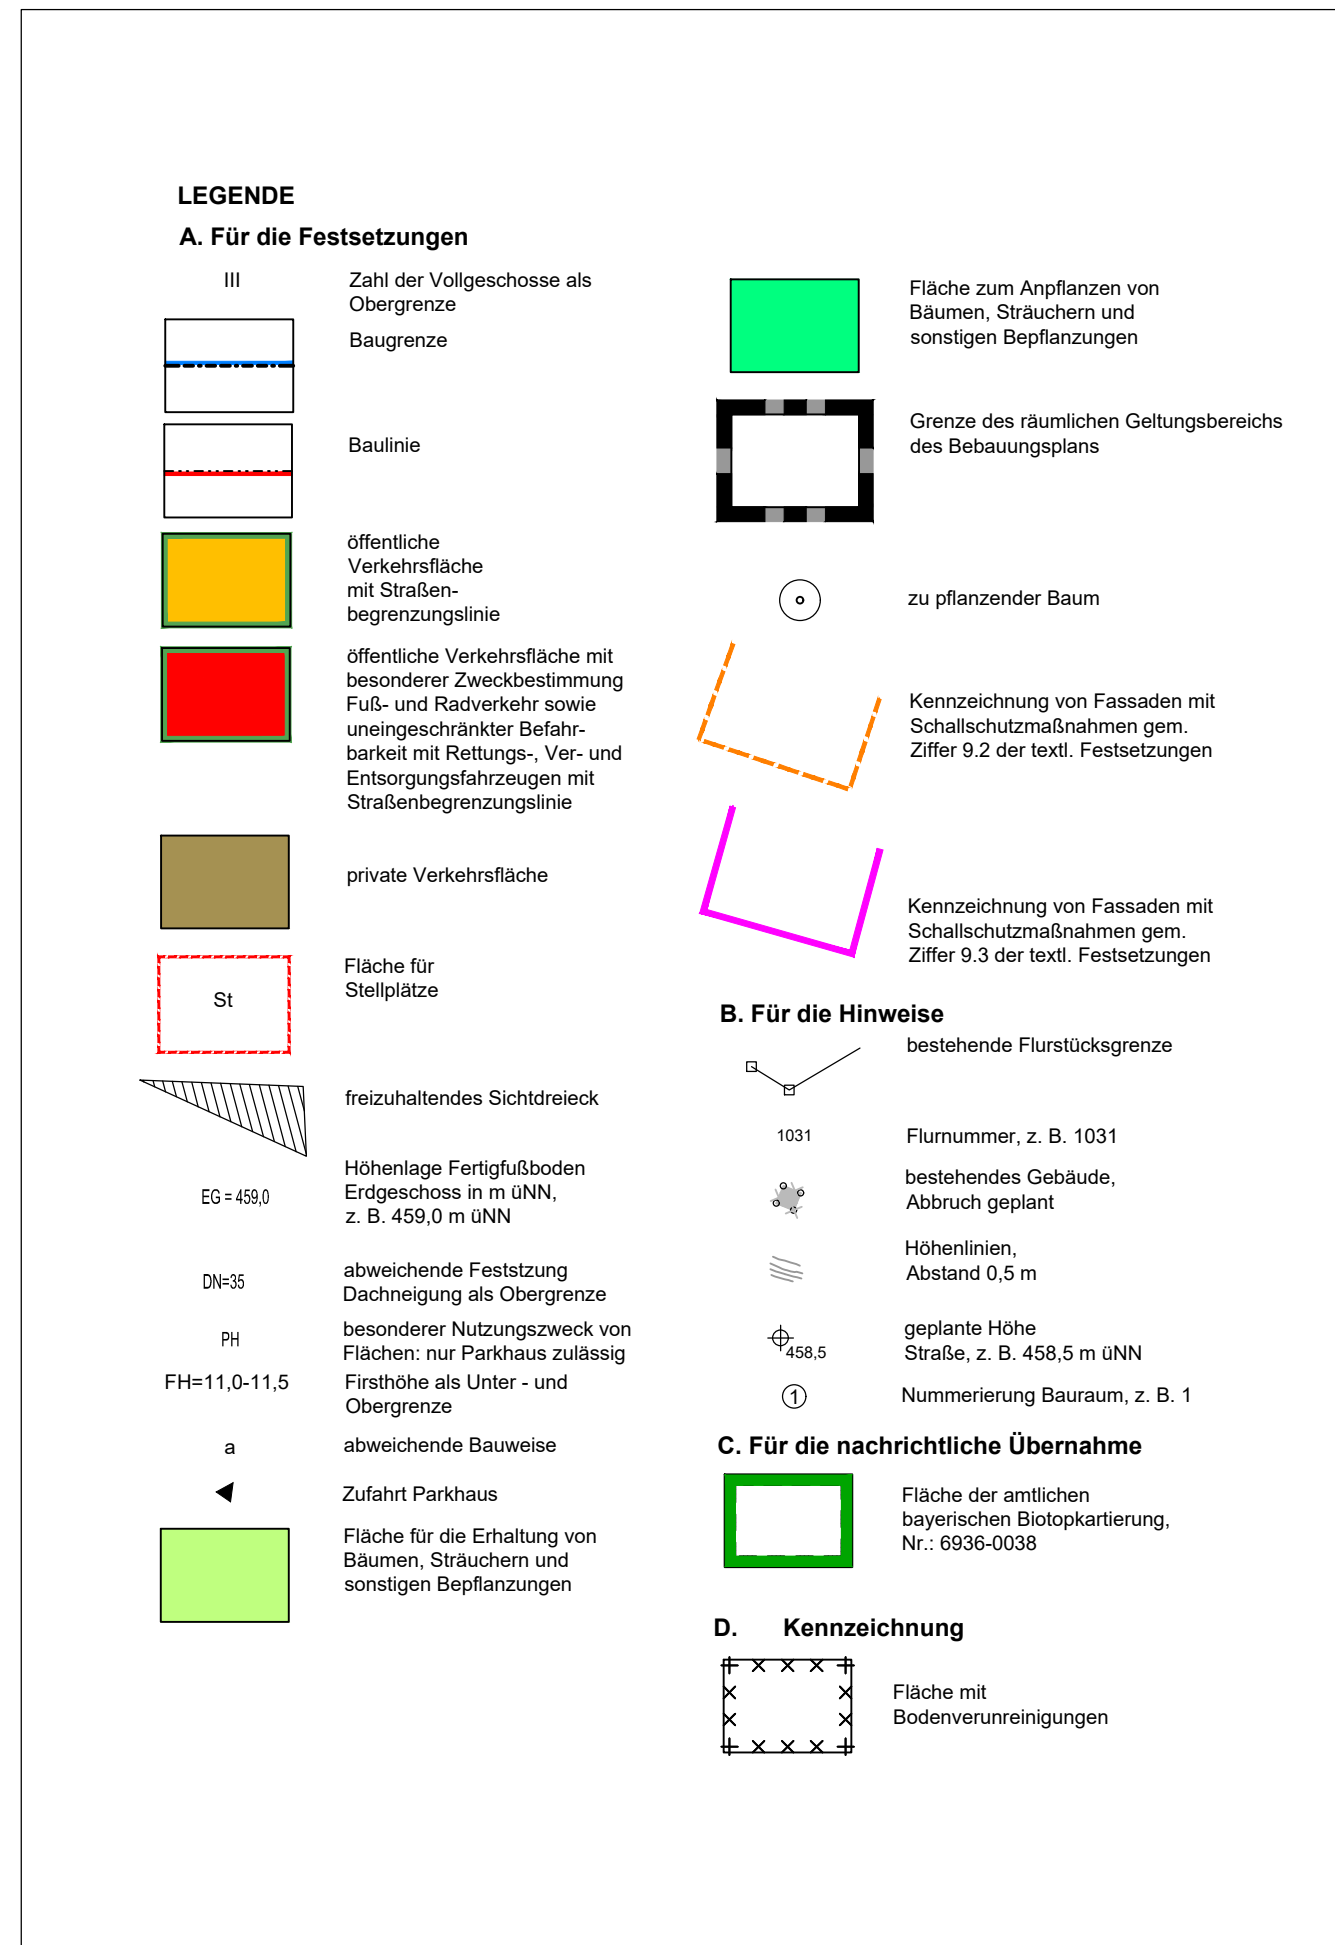 LEGENDE
A. Für die Festsetzungen
III
Zahl der Vollgeschosse als
Obergrenze
Baugrenze
Baulinie
öffentliche
Verkehrsfläche
mit Straßen-
begrenzungslinie
öffentliche Verkehrsfläche mit
besonderer Zweckbestimmung
Fuß- und Radverkehr sowie
uneingeschränkter Befahr-
barkeit mit Rettungs-, Ver- und
Entsorgungsfahrzeugen mit
Straßenbegrenzungslinie
private Verkehrsfläche
St
Fläche für
Stellplätze
freizuhaltendes Sichtdreieck
EG = 459,0
Höhenlage Fertigfußboden
Erdgeschoss in m üNN,
z. B. 459,0 m üNN
DN=35
abweichende Feststzung
Dachneigung als Obergrenze
PH
besonderer Nutzungszweck von
Flächen: nur Parkhaus zulässig
FH=11,0-11,5
Firsthöhe als Unter - und
Obergrenze
a
abweichende Bauweise
Zufahrt Parkhaus
Fläche für die Erhaltung von
Bäumen, Sträuchern und
sonstigen Bepflanzungen
Fläche zum Anpflanzen von
Bäumen, Sträuchern und
sonstigen Bepflanzungen
Grenze des räumlichen Geltungsbereichs
des Bebauungsplans
zu pflanzender Baum
Kennzeichnung von Fassaden mit
Schallschutzmaßnahmen gem.
Ziffer 9.2 der textl. Festsetzungen
Kennzeichnung von Fassaden mit
Schallschutzmaßnahmen gem.
Ziffer 9.3 der textl. Festsetzungen
B. Für die Hinweise
bestehende Flurstücksgrenze
1031
Flurnummer, z. B. 1031
bestehendes Gebäude,
Abbruch geplant
Höhenlinien,
Abstand 0,5 m
458,5
geplante Höhe
Straße, z. B. 458,5 m üNN
1
Nummerierung Bauraum, z. B. 1
C. Für die nachrichtliche Übernahme
Fläche der amtlichen
bayerischen Biotopkartierung,
Nr.: 6936-0038
D. Kennzeichnung
Fläche mit
Bodenverunreinigungen